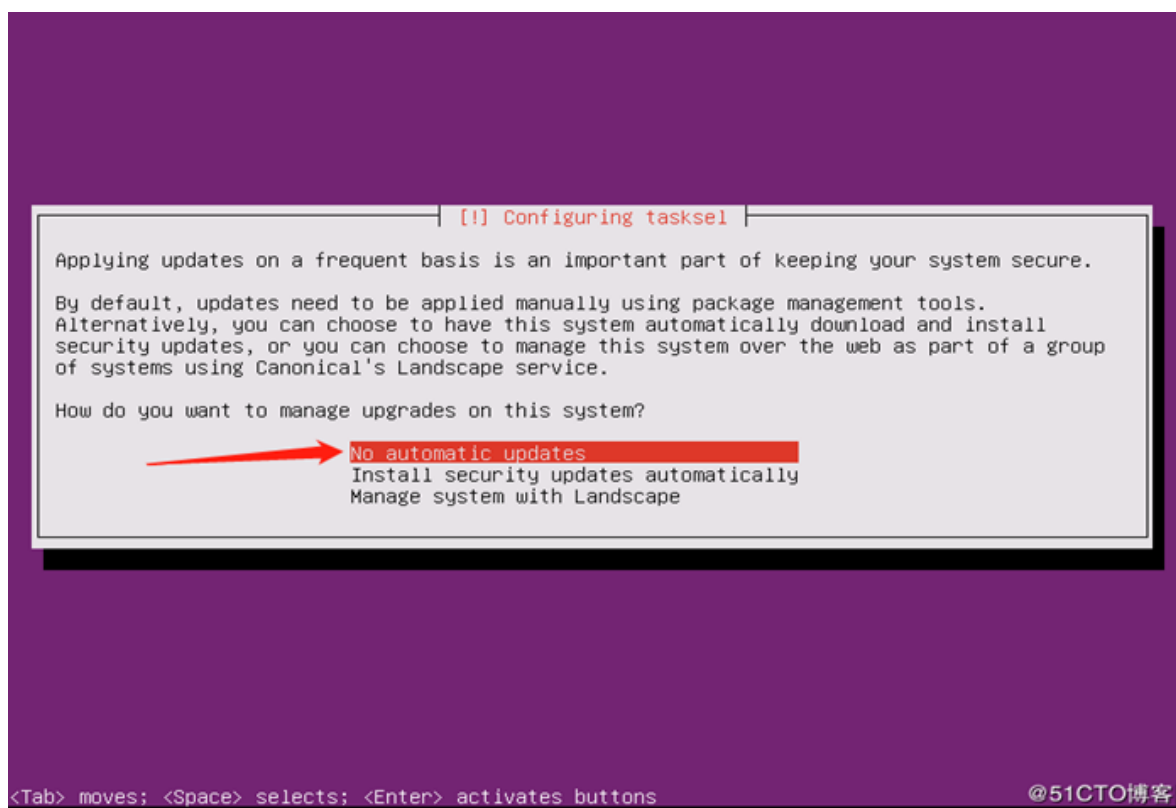 [!] Configuring tasksel
Applying updates on a frequent basis is an important part of keeping your system secure.
By default, updates need to be applied manually using package management tools.
Alternatively, you can choose to have this system automatically download and install
security updates, or you can choose to manage this system over the web as part of a group
of systems using Canonical's Landscape service.
How do you want to manage upgrades on this system?
No automatic updates
Install security updates automatically
Manage system with Landscape
<Tab> moves; <Space> selects; <Enter> activates buttons
@51CTO博客